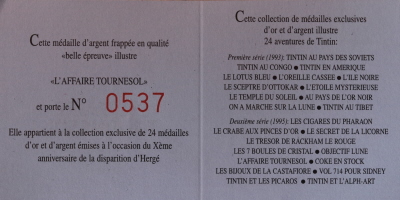 Cette médaille d'argent frappée en qualité
«belle épreuve» illustre
«L'AFFAIRE TOURNESOL»
et porte le N° 0537
Elle appartient à la collection exclusive de 24 médailles
d'or et d'argent émises à l'occasion du Xème
anniversaire de la disparition d'Hergé
Cette collection de médailles exclusives
d'or et d'argent illustre
24 aventures de Tintin:
Première série (1993): TINTIN AU PAYS DES SOVIETS
TINTIN AU CONGO • TINTIN EN AMERIQUE
LE LOTUS BLEU • L'OREILLE CASSEE • L'ILE NOIRE
LE SCEPTRE D'OTTOKAR • L'ETOILE MYSTERIEUSE
LE TEMPLE DU SOLEIL • AU PAYS DE L'OR NOIR
ON A MARCHE SUR LA LUNE • TINTIN AU TIBET
Deuxième série (1995): LES CIGARES DU PHARAON
LE CRABE AUX PINCES D'OR • LE SECRET DE LA LICORNE
LE TRESOR DE RACKHAM LE ROUGE
LES 7 BOULES DE CRISTAL • OBJECTIF LUNE
L'AFFAIRE TOURNESOL • COKE EN STOCK
LES BIJOUX DE LA CASTAFIORE • VOL 714 POUR SIDNEY
TINTIN ET LES PICAROS • TINTIN ET L'ALPH-ART